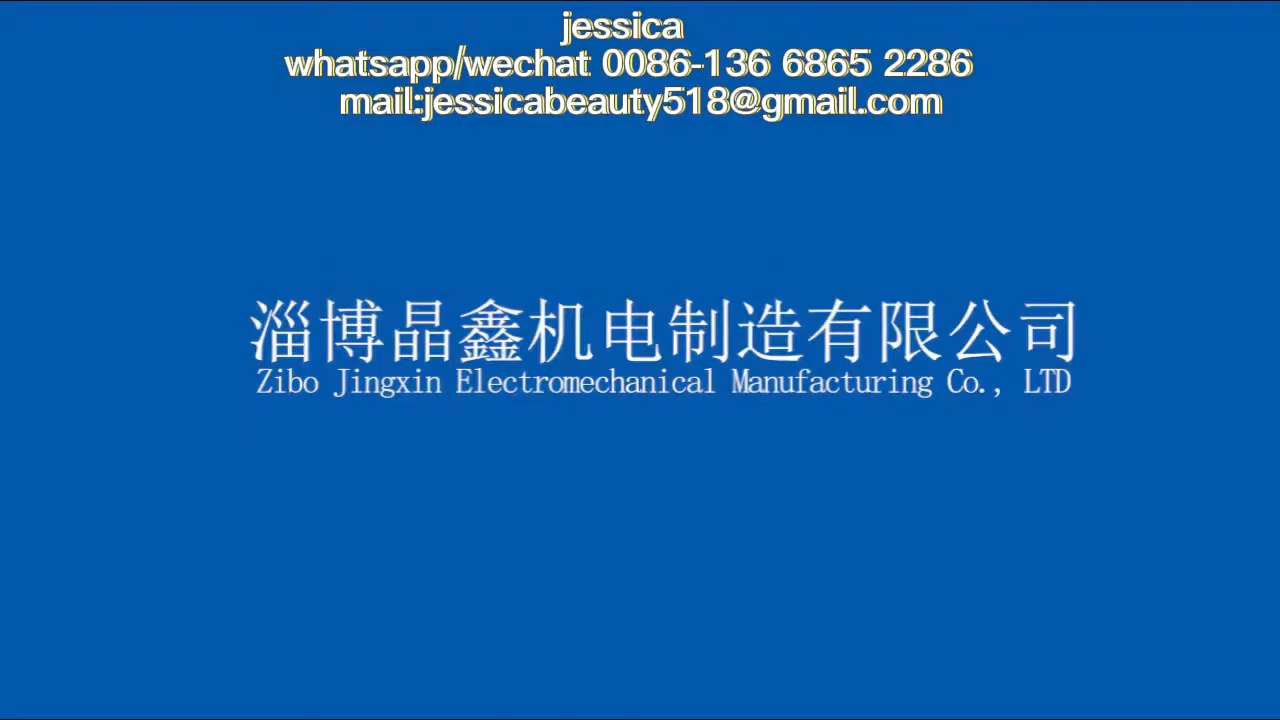 jessica
whatsapp/wechat 0086-136 6865 2286
mail:jessicabeauty518@gmail.com
淄博晶鑫机电制造有限公司
Zibo Jingxin Electromechanical Manufacturing Co., LTD